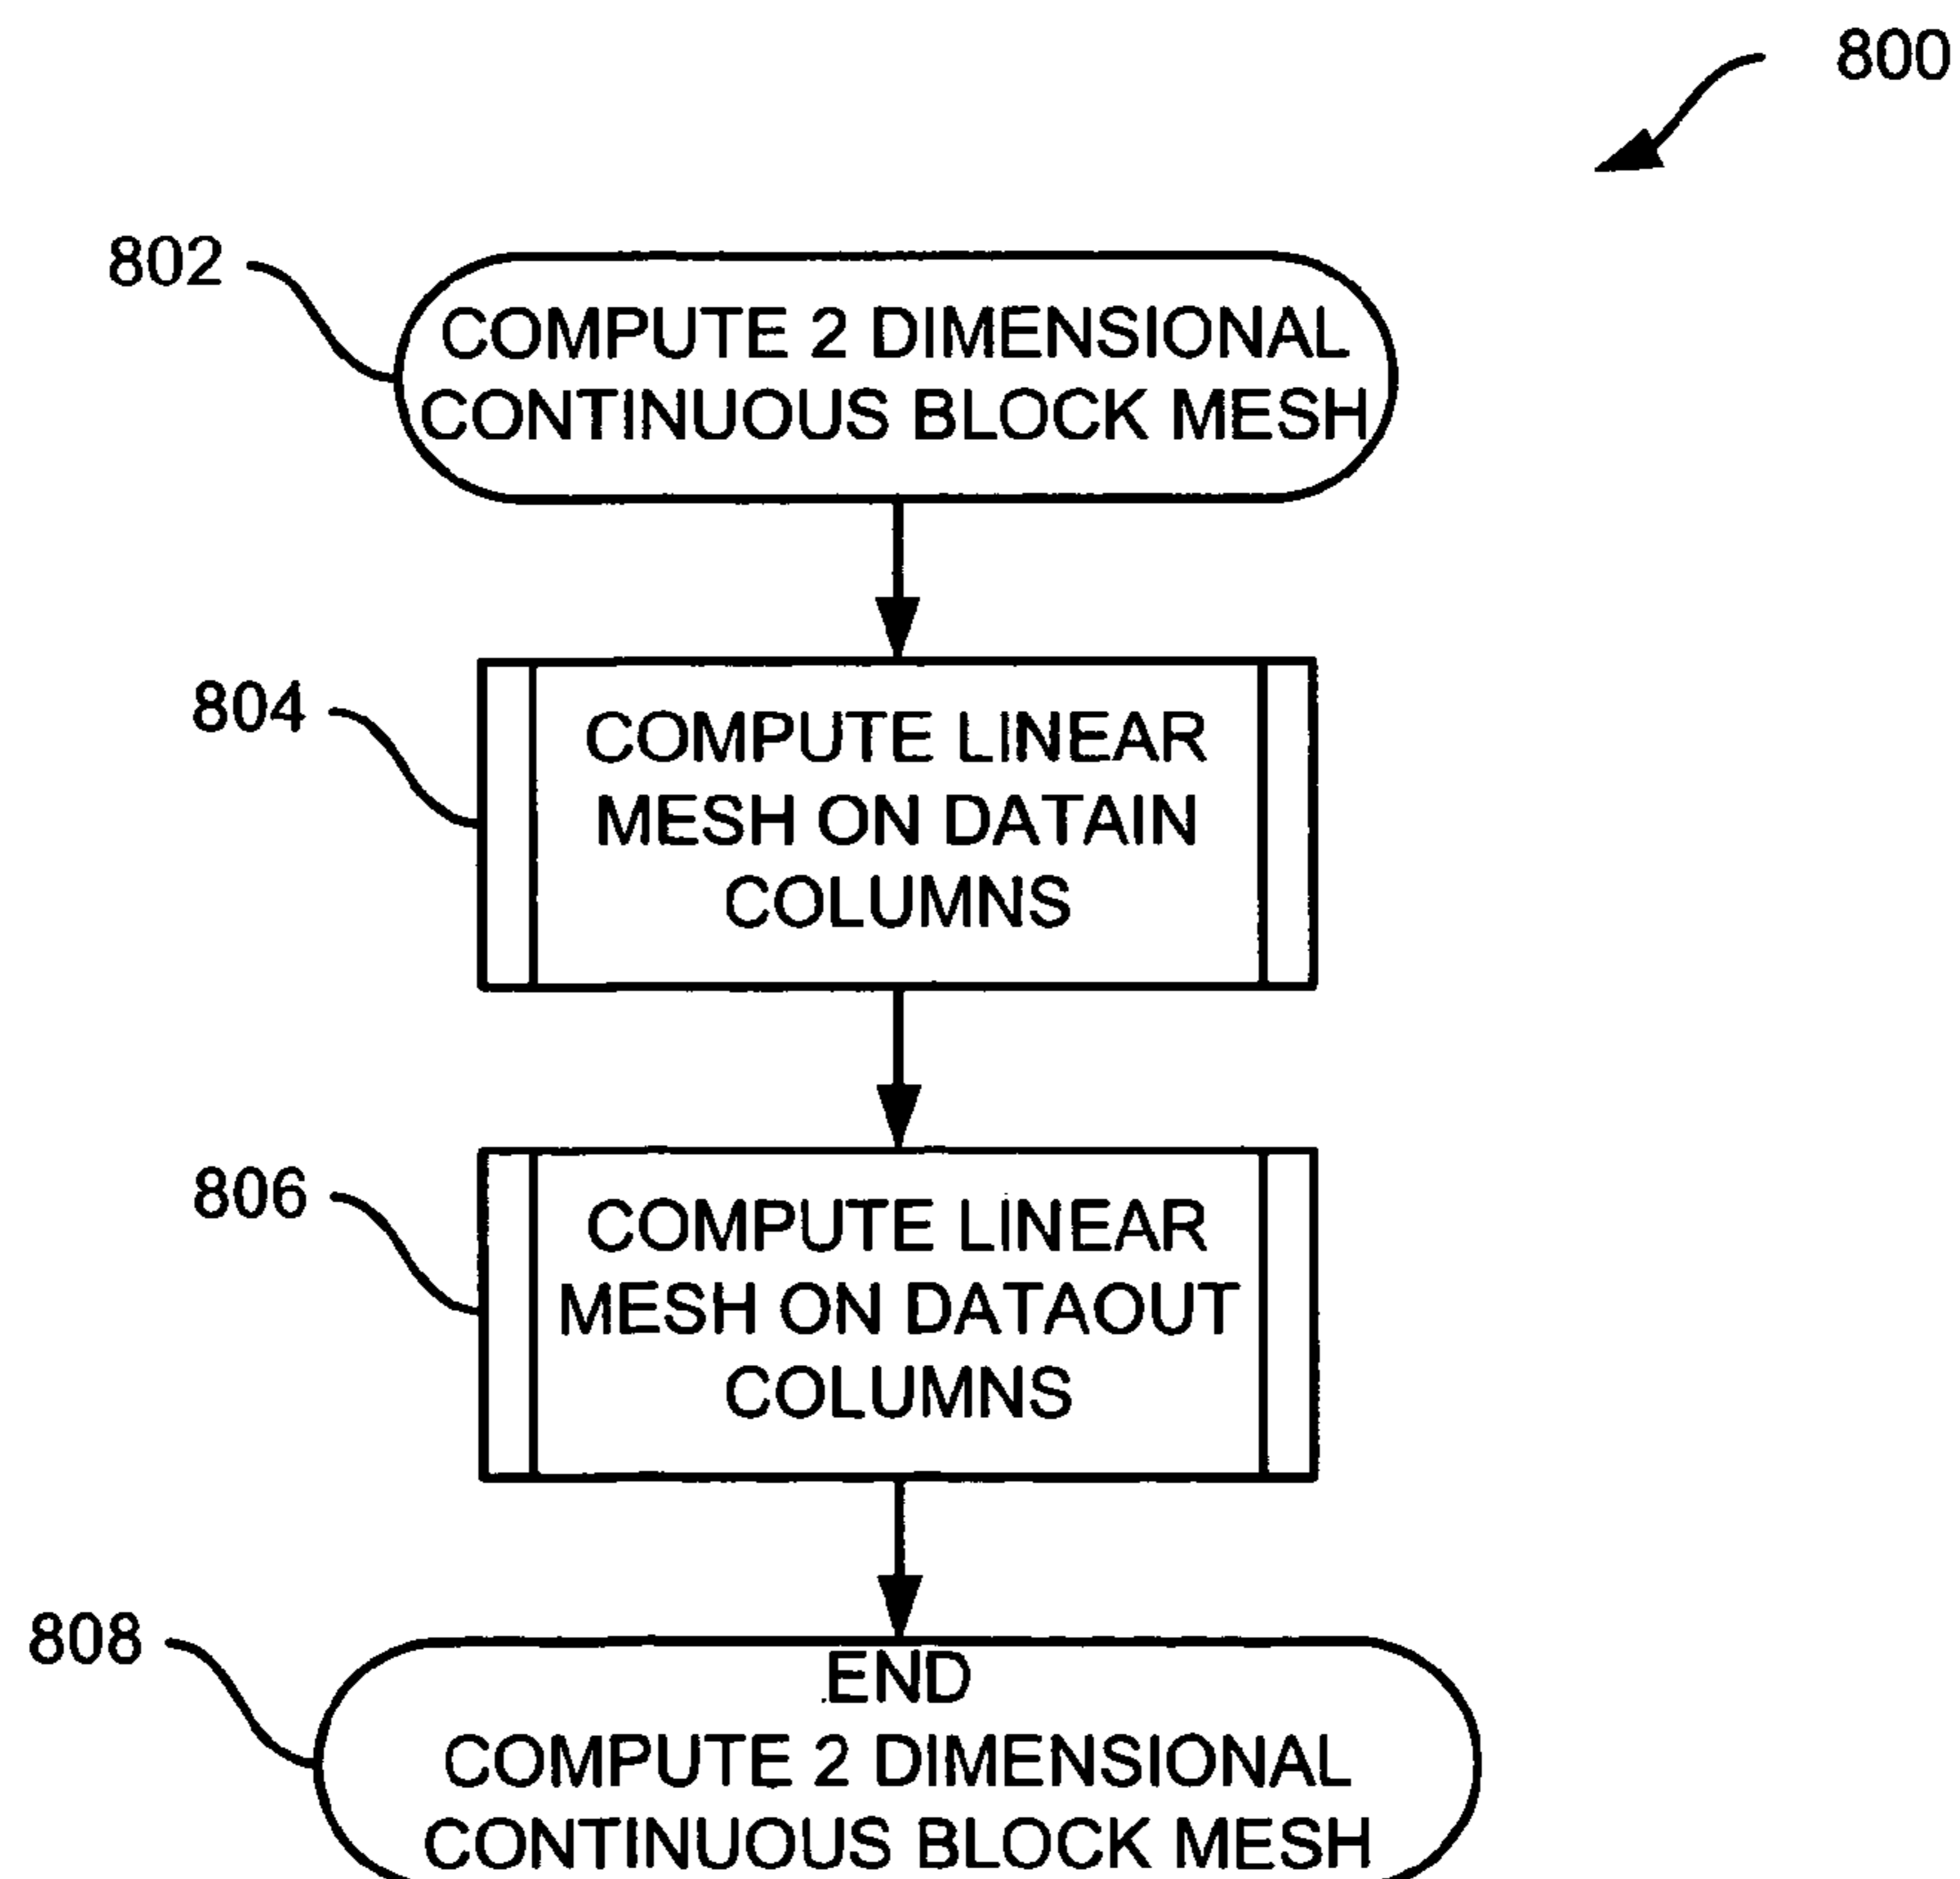 800
802
COMPUTE 2 DIMENSIONAL
CONTINUOUS BLOCK MESH
804
COMPUTE LINEAR
MESH ON DATAIN
COLUMNS
806
COMPUTE LINEAR
MESH ON DATAOUT
COLUMNS
808
END
COMPUTE 2 DIMENSIONAL
CONTINUOUS BLOCK MESH